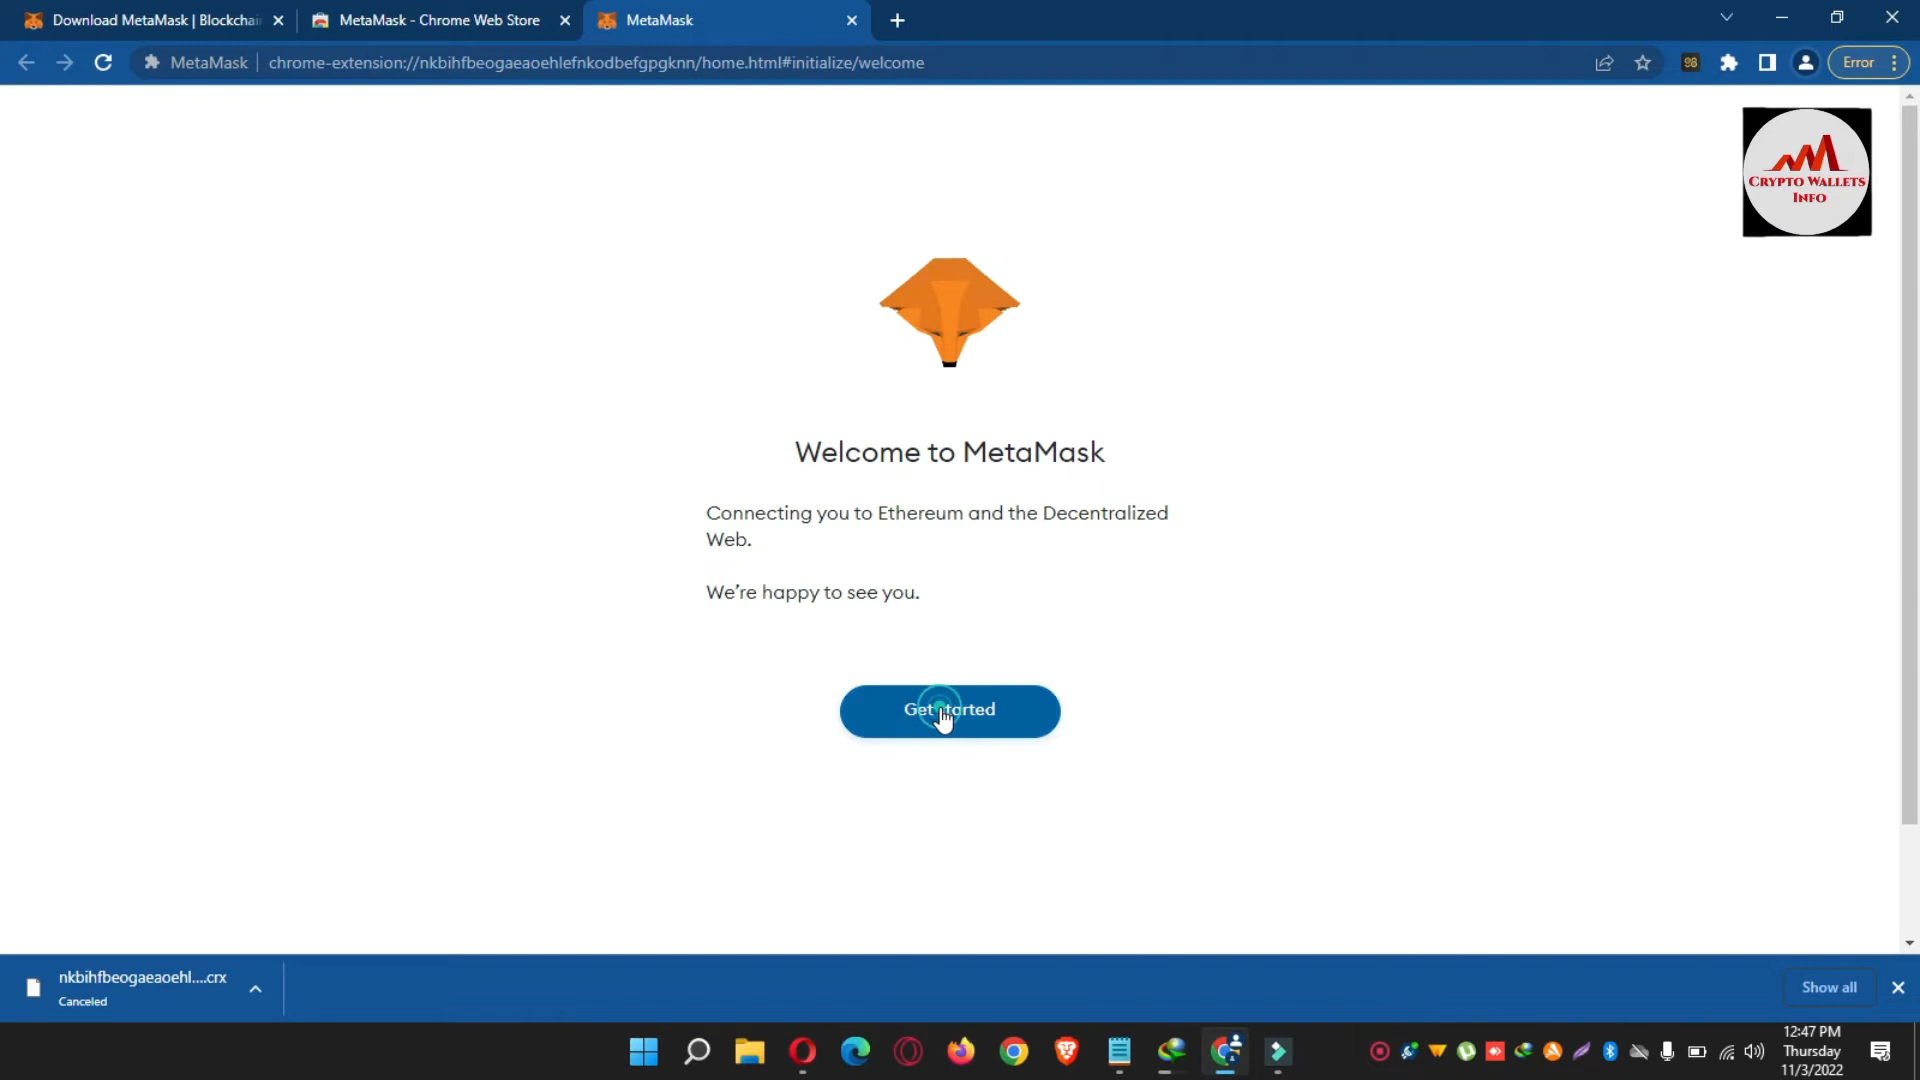 Download MetaMask | Blockchai
MetaMask - Chrome Web Store
MetaMask
MetaMask
chrome-extension://nkbihfbeogaeaoehlefnkodbefgpgknn/home.html#initialize/welcome
98
Error
CRYPTO WALLETS
INFO
Welcome to MetaMask
Connecting you to Ethereum and the Decentralized
Web.
We're happy to see you.
Get started
nkbihfbeogaeaoehl....crx
Canceled
Show all
12:47 PM
Thursday
11/3/2022